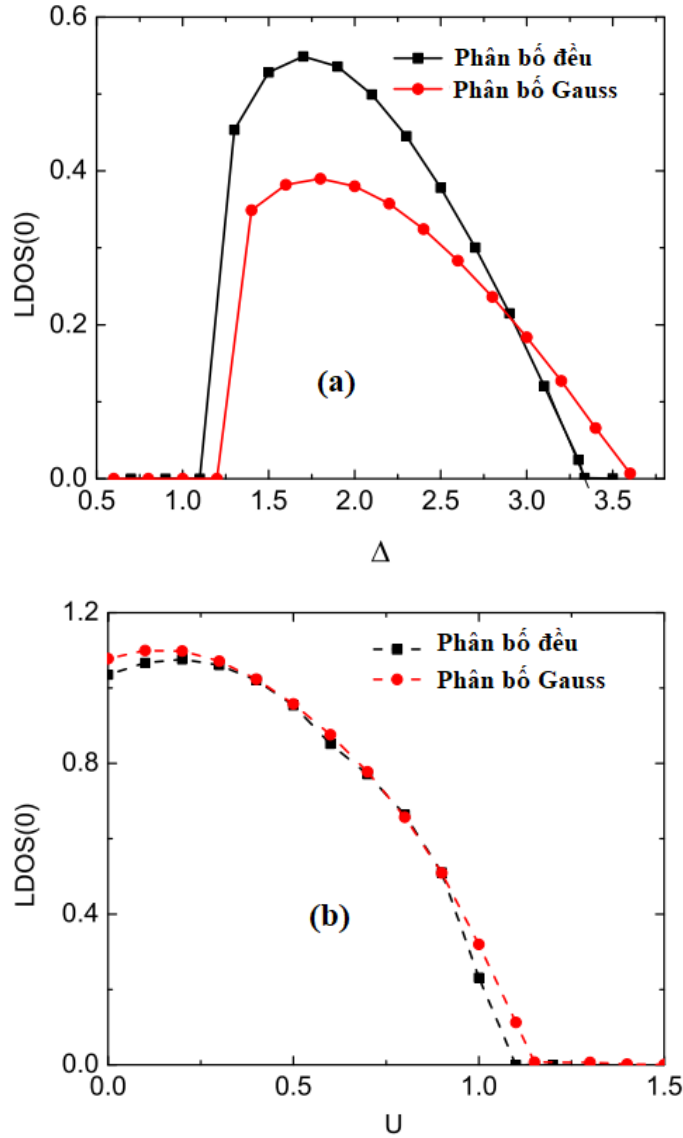 0.6
Phân bố đều
Phân bố Gauss
0.4
LDOS(0)
0.2
(a)
0.0
0.5 1.0 1.5 2.0 2.5 3.0 3.5
Δ
1.2
Phân bố đều
Phân bố Gauss
0.8
LDOS(0)
0.4
(b)
0.0
0.0 0.5 1.0 1.5
U